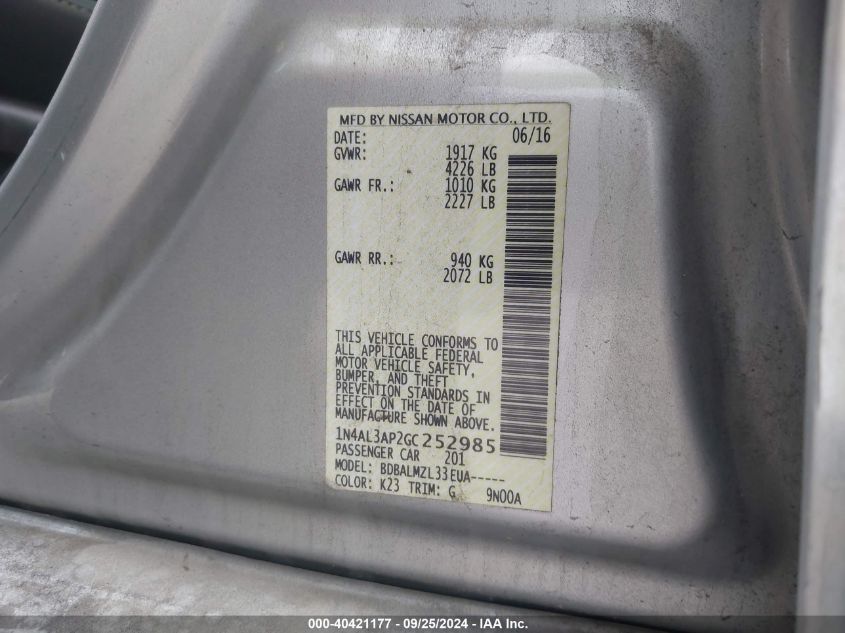 MFD BY NISSAN MOTOR CO., LTD.
DATE: 06/16
GVWR: 1917 KG
4226 LB
GAWR FR.: 1010 KG
2227 LB
GAWR RR.: 940 KG
2072 LB
THIS VEHICLE CONFORMS TO
ALL APPLICABLE FEDERAL
MOTOR VEHICLE SAFETY,
BUMPER, AND THEFT
PREVENTION STANDARDS IN
EFFECT ON THE DATE OF
MANUFACTURE SHOWN ABOVE.
1N4AL3AP2GC252985
PASSENGER CAR 201
MODEL: BDBALMZL33EUA-----
COLOR: K23 TRIM: G 9N00A
000-40421177 - 09/25/2024 - IAA Inc.